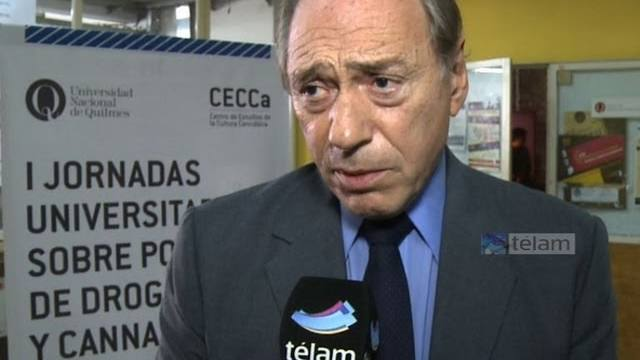 Universidad
Nacional
de Quilmes
CECCa
Centro de Estudios de
la Cultura Cannábica
I JORNADAS
UNIVERSITA
SOBRE PO
DE DROG
Y CANNA
télam
télam